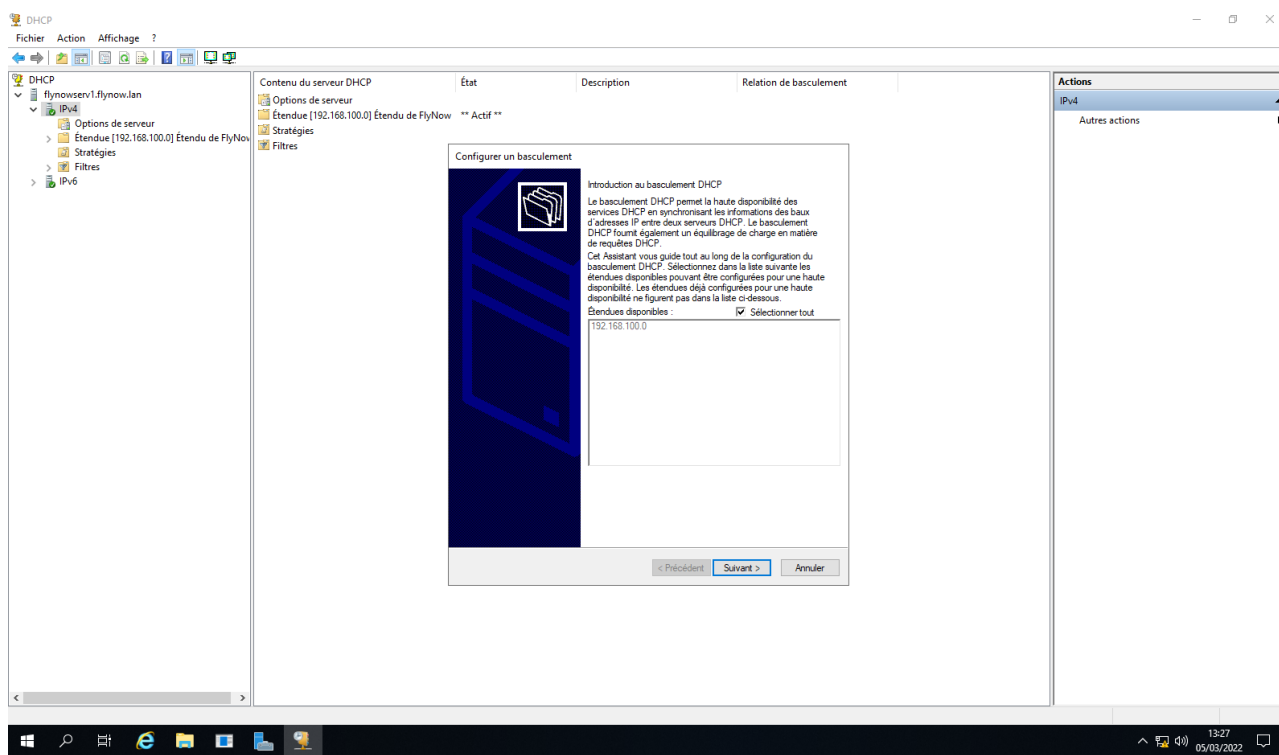 DHCP
Fichier Action Affichage ?
DHCP
flynowserv1.flynow.lan
IPv4
Options de serveur
Étendue [192.168.100.0] Étendu de FlyNov
Stratégies
Filtres
IPv6
Contenu du serveur DHCP État Description Relation de basculement
Options de serveur
Étendue [192.168.100.0] Étendu de FlyNow ** Actif **
Stratégies
Filtres
Actions
IPv4
Autres actions
Configurer un basculement
Introduction au basculement DHCP
Le basculement DHCP permet la haute disponibilité des
services DHCP en synchronisant les informations des baux
d'adresses IP entre deux serveurs DHCP. Le basculement
DHCP fournit également un équilibrage de charge en matière
de requêtes DHCP.
Cet Assistant vous guide tout au long de la configuration du
basculement DHCP. Sélectionnez dans la liste suivante les
étendues disponibles pouvant être configurées pour une haute
disponibilité. Les étendues déjà configurées pour une haute
disponibilité ne figurent pas dans la liste ci-dessous.
Étendues disponibles : Sélectionner tout
192.168.100.0
< Précédent Suivant > Annuler
13:27
05/03/2022